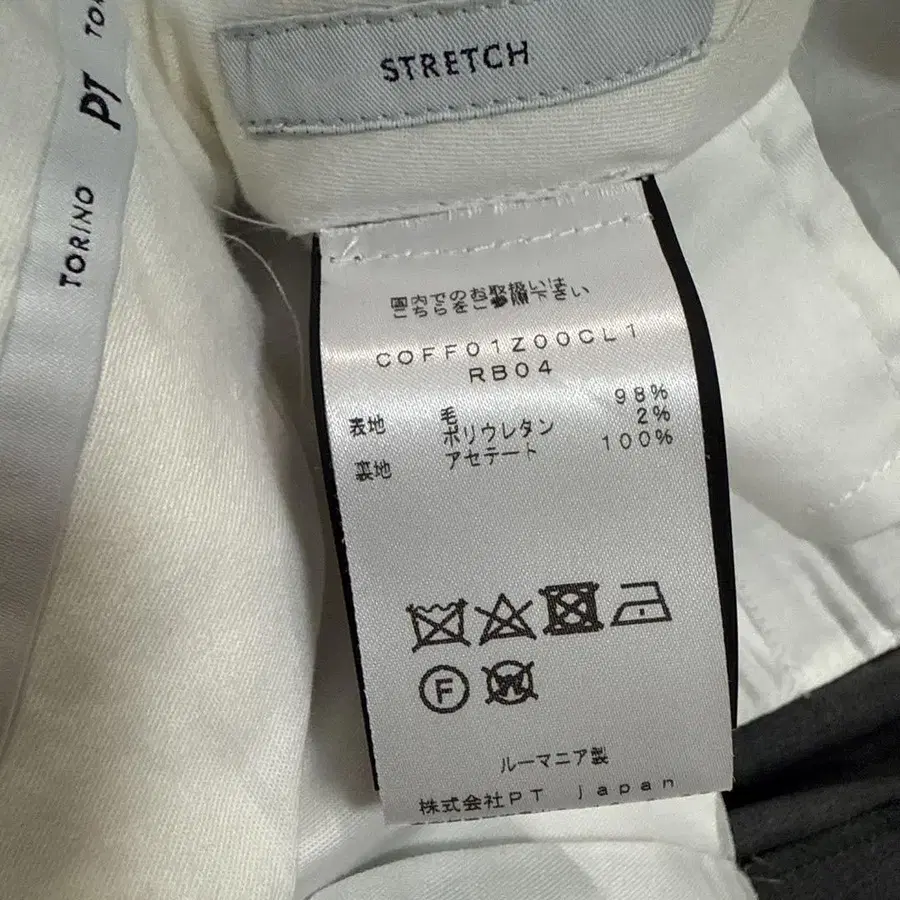 STRETCH
TORINO PT TOR
国内でのお取扱いは
こちらをご参照下さい
COFF01Z00CL1
RB04
表地 毛 98%
ポリウレタン 2%
裏地 アセテート 100%
F
W
ルーマニア製
株式会社PT japan